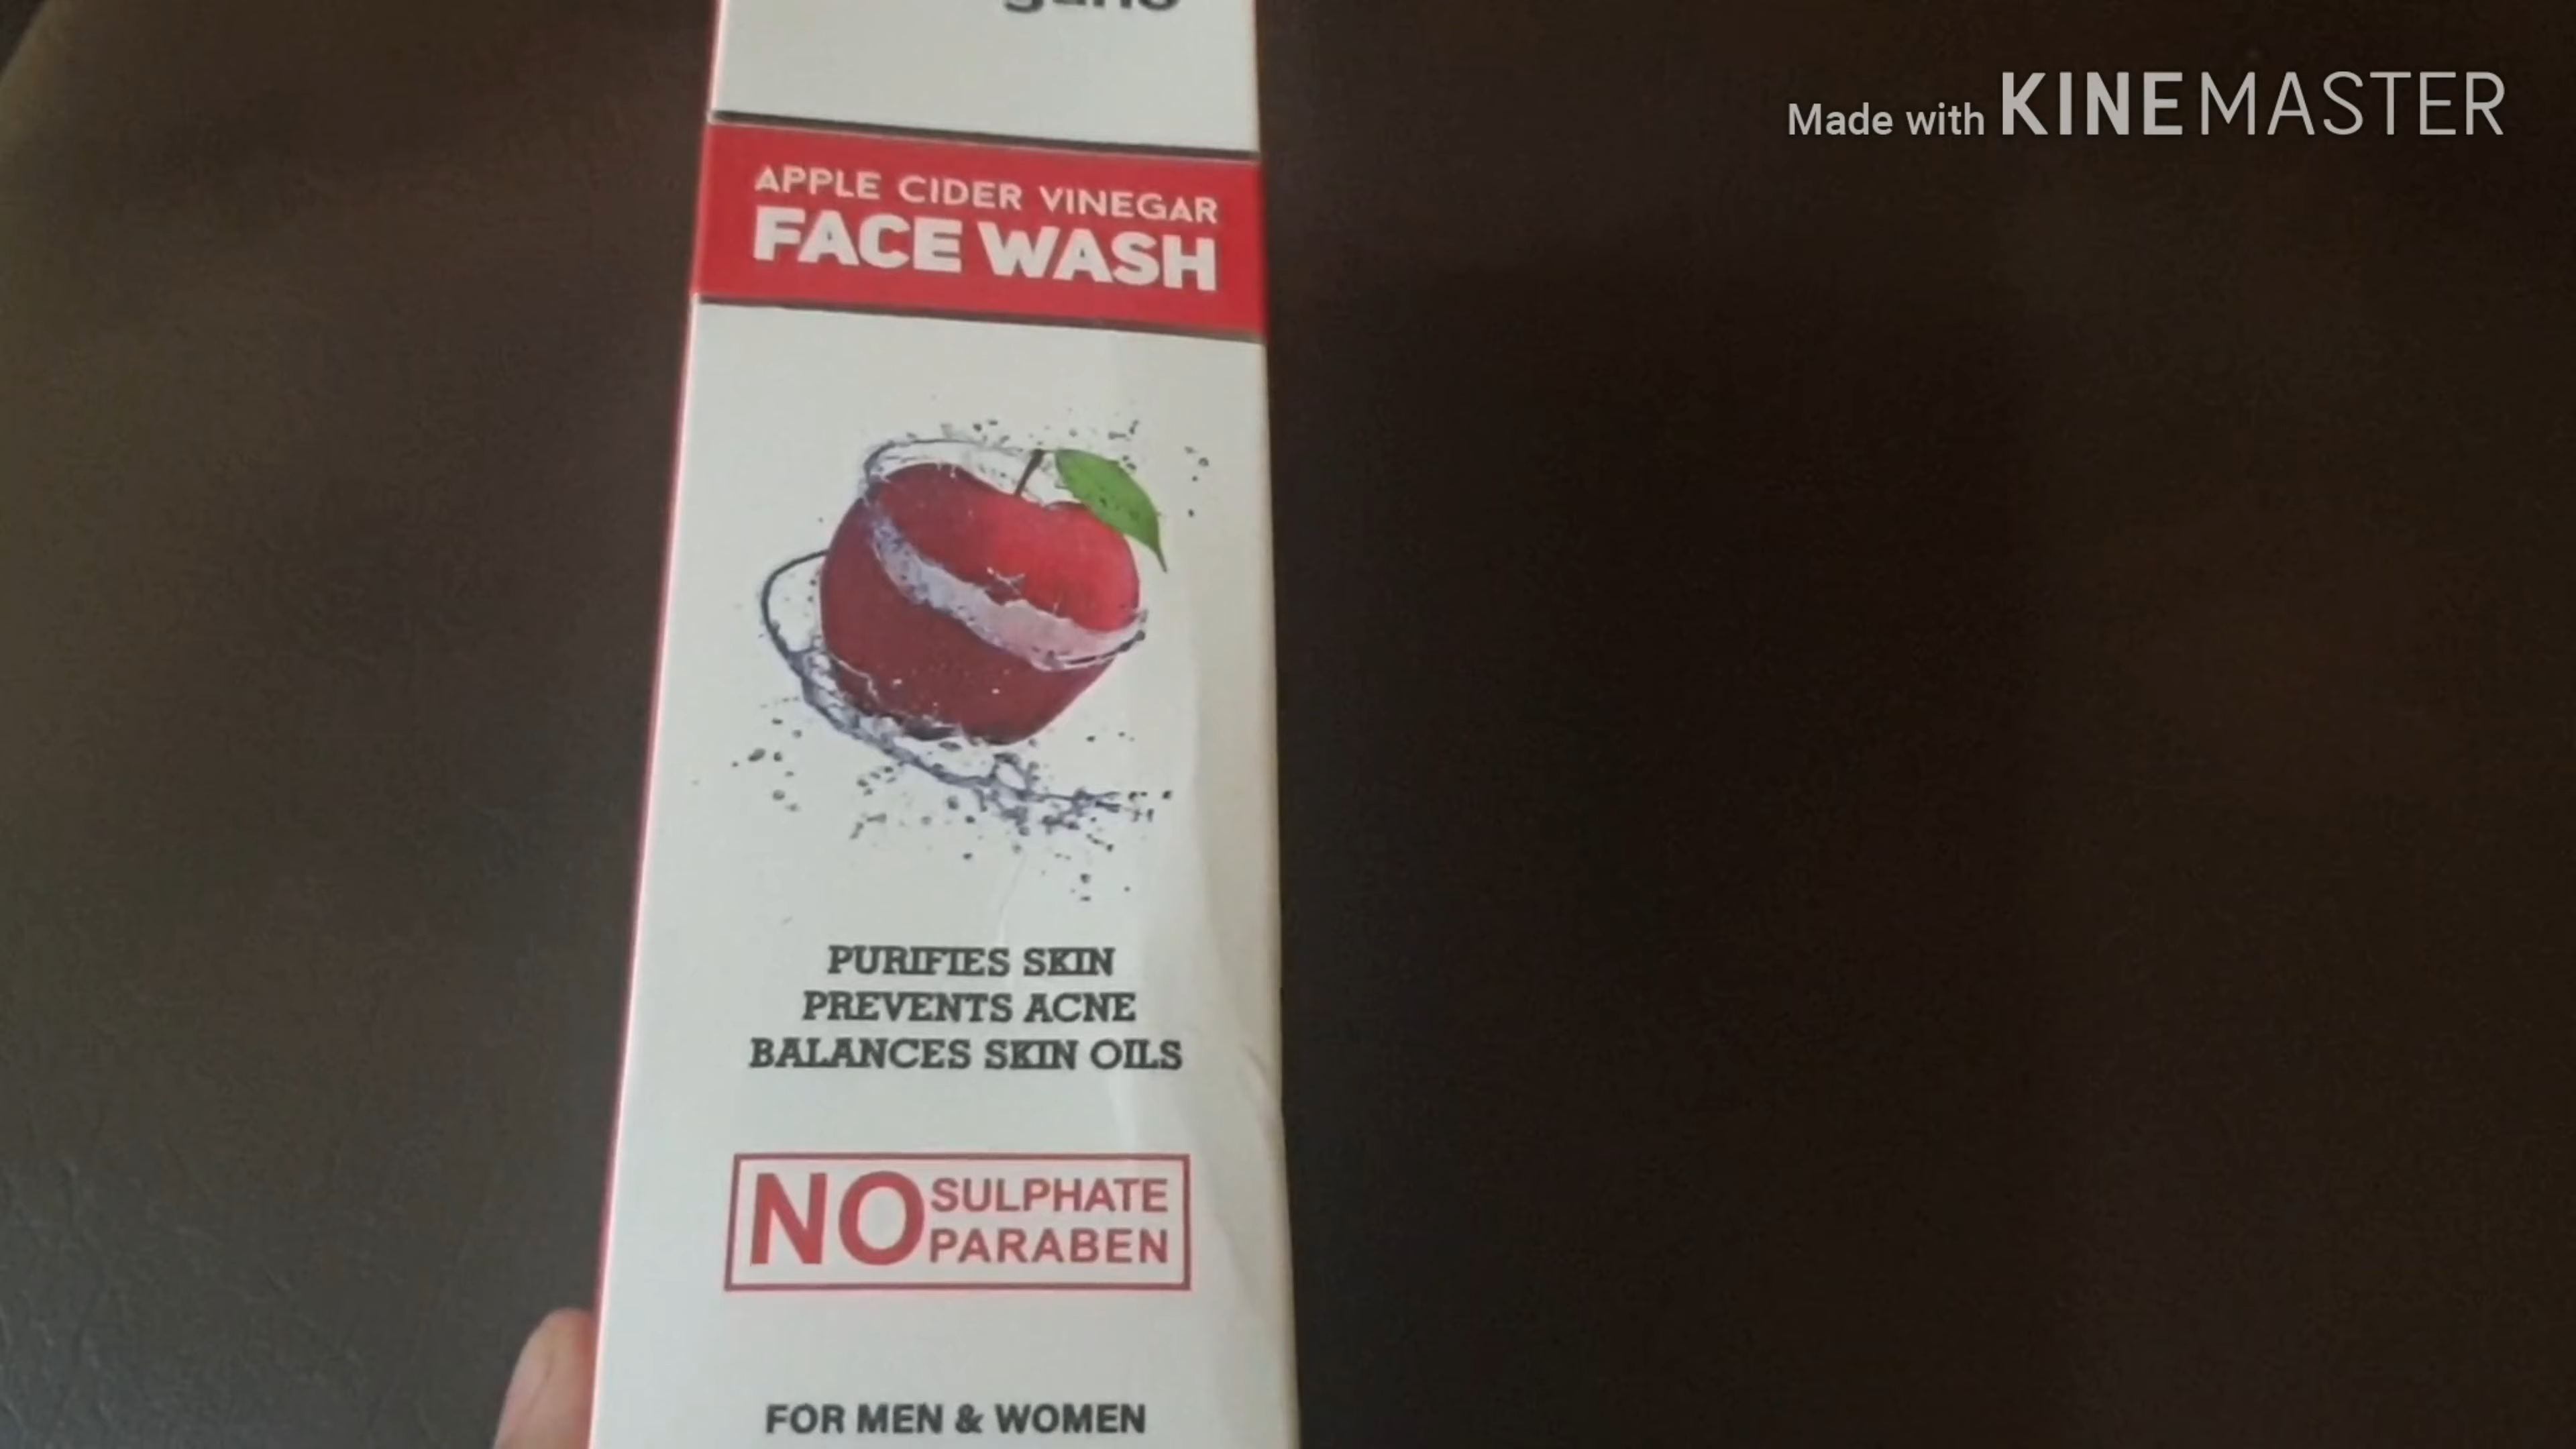 Made with KINEMASTER
APPLE CIDER VINEGAR
FACE WASH
PURIFIES SKIN
PREVENTS ACNE
BALANCES SKIN OILS
NO SULPHATE
PARABEN
FOR MEN & WOMEN